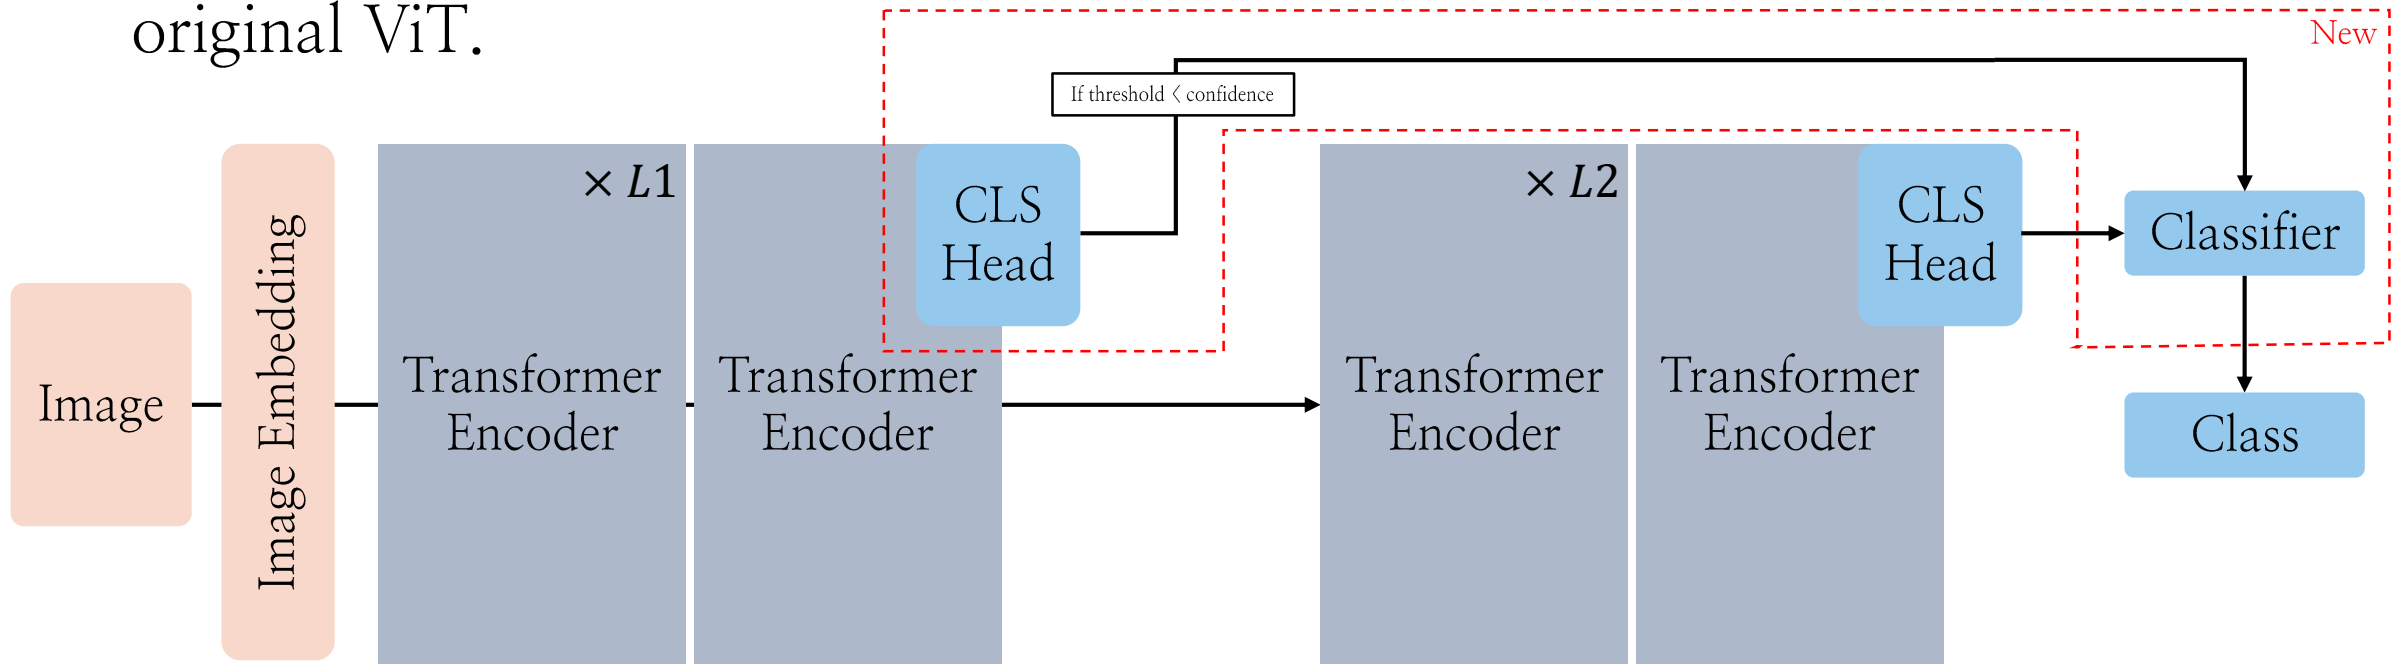 original ViT.
New
If threshold < confidence
× L1
× L2
CLS
Head
CLS
Head
Classifier
Image
Image Embedding
Transformer
Encoder
Transformer
Encoder
Transformer
Encoder
Transformer
Encoder
Class